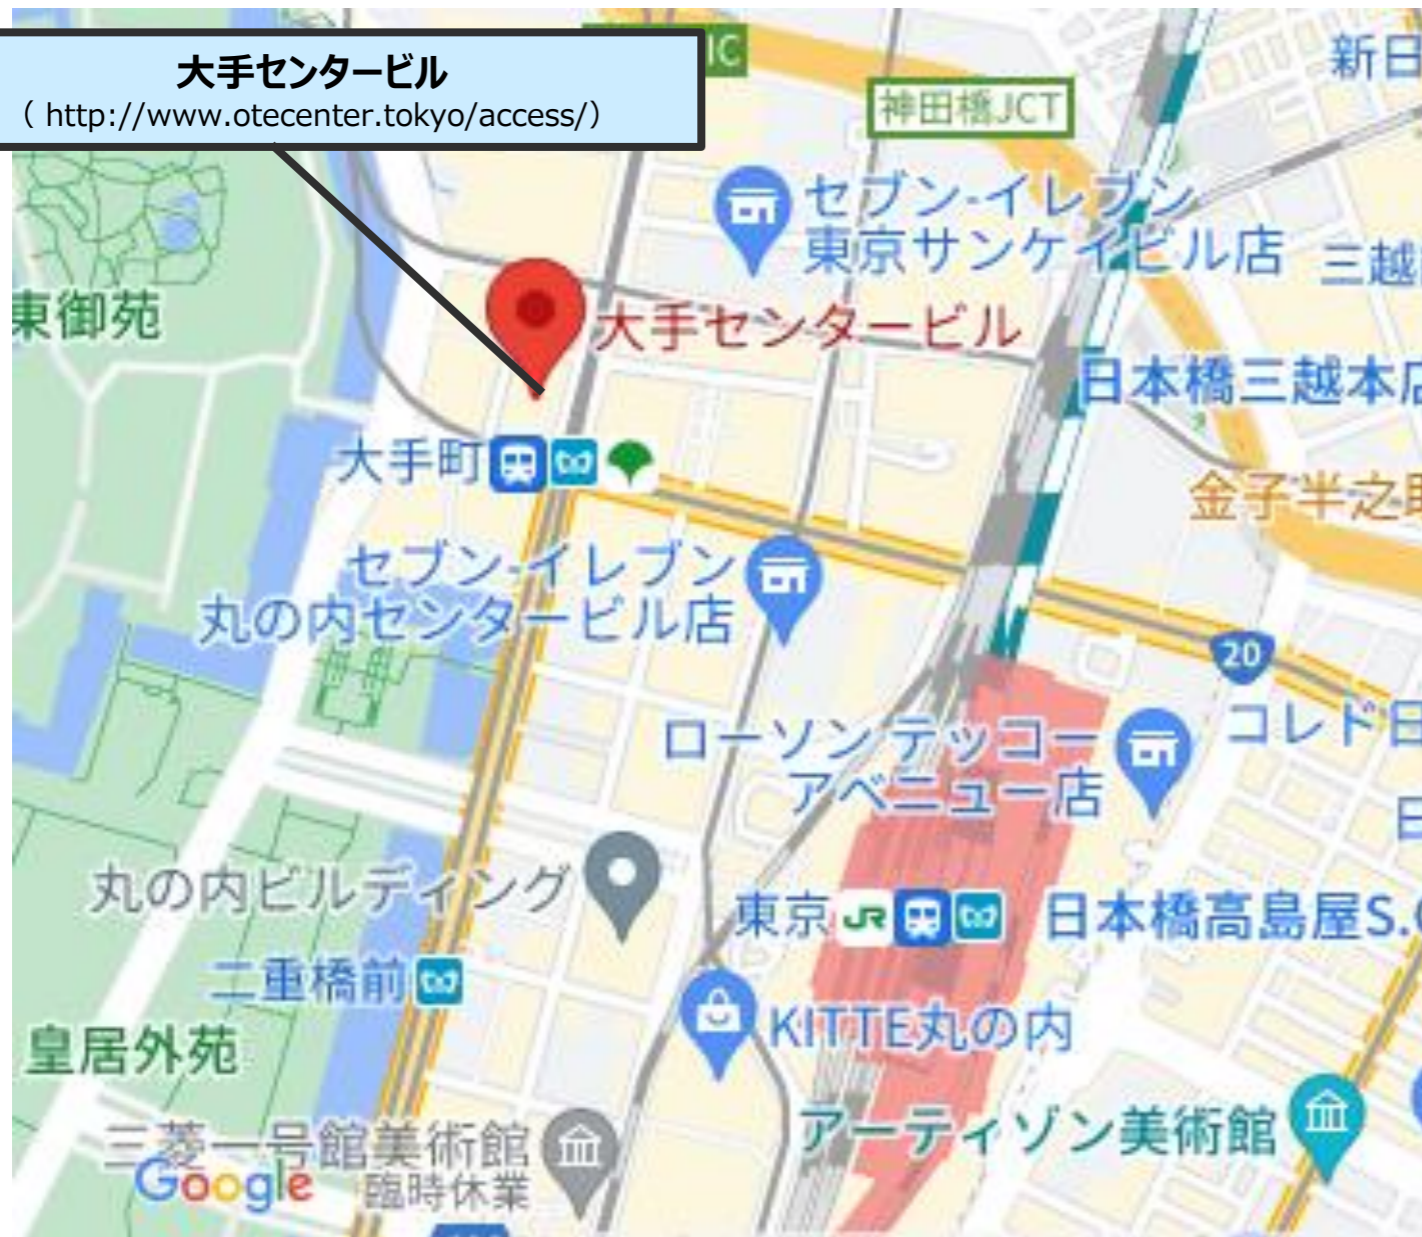 大手センタービル
（ http://www.otecenter.tokyo/access/）
IC
神田橋JCT
新日
セブン-イレブン
東京サンケイビル店
三越
東御苑
大手センタービル
日本橋三越本店
大手町
金子半之助
セブン-イレブン
丸の内センタービル店
20
ローソン テッコー
アベニュー店
コレド日
日
丸の内ビルディング
東京
JR
日本橋高島屋S.
二重橋前
KITTE丸の内
皇居外苑
アーティゾン美術館
三菱一号館美術館
臨時休業
Google